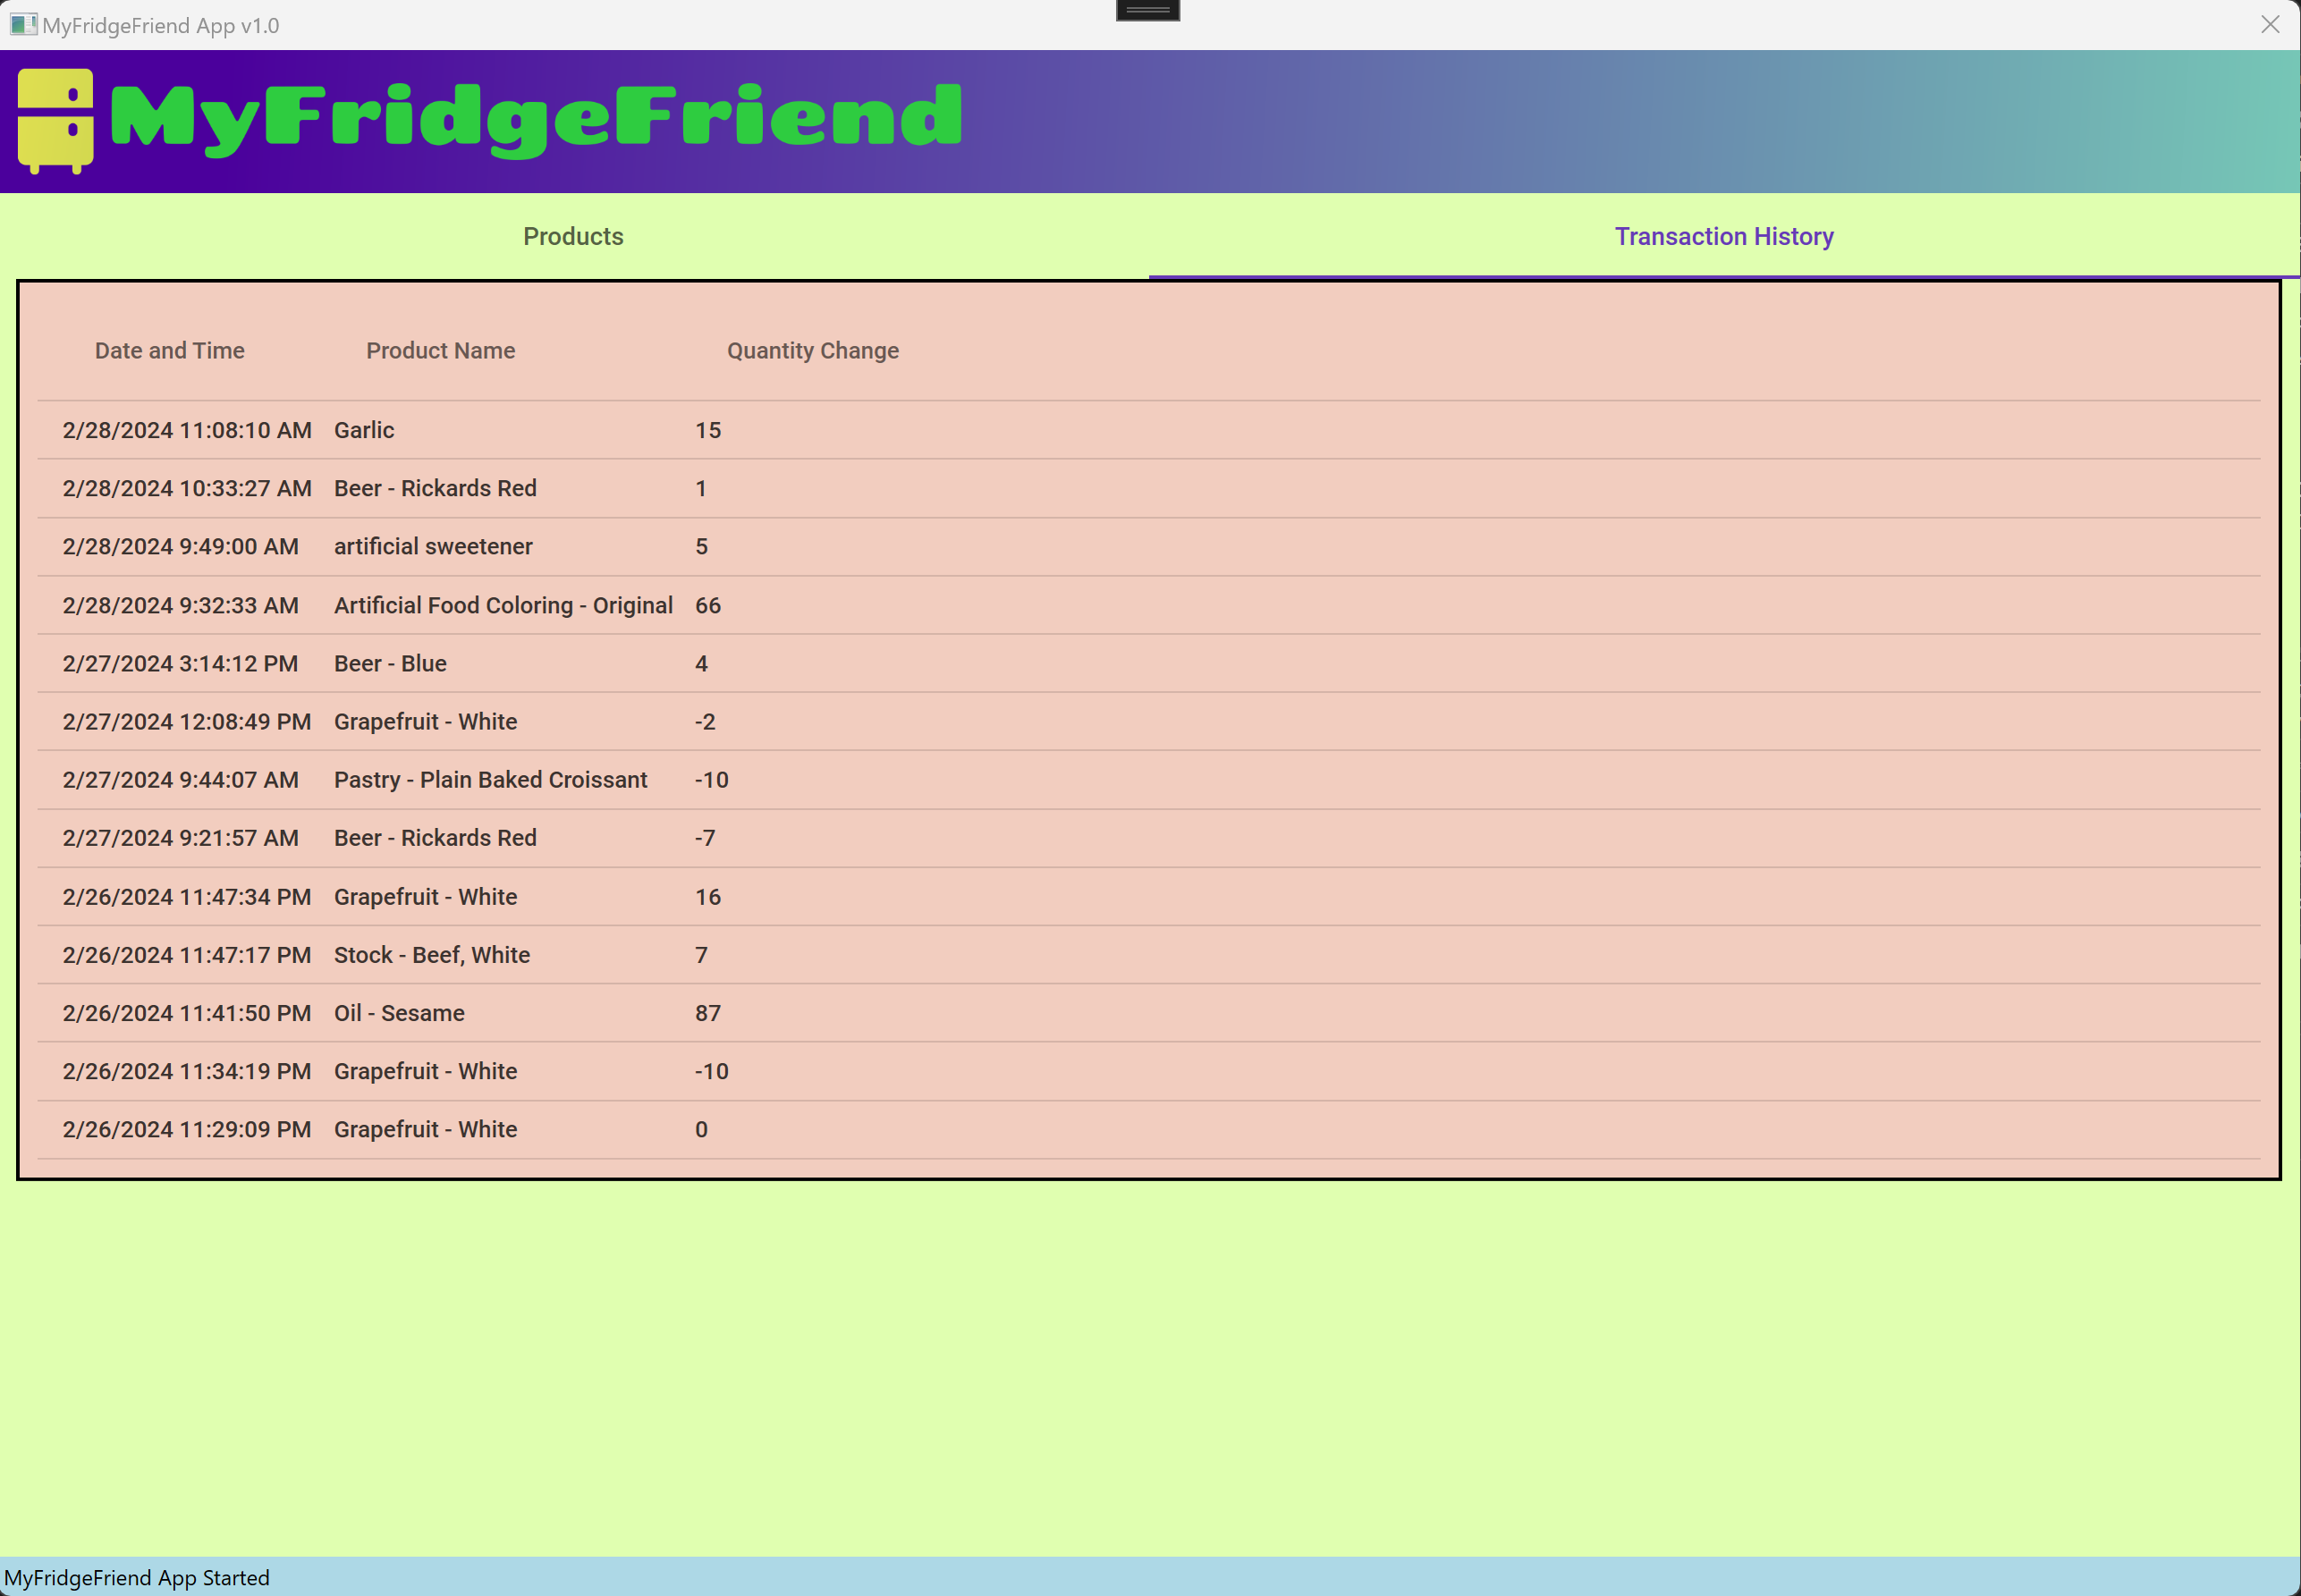 MyFridgeFriend App v1.0
MyFridgeFriend
Products Transaction History
Date and Time Product Name Quantity Change
2/28/2024 11:08:10 AM Garlic 15
2/28/2024 10:33:27 AM Beer - Rickards Red 1
2/28/2024 9:49:00 AM artificial sweetener 5
2/28/2024 9:32:33 AM Artificial Food Coloring - Original 66
2/27/2024 3:14:12 PM Beer - Blue 4
2/27/2024 12:08:49 PM Grapefruit - White -2
2/27/2024 9:44:07 AM Pastry - Plain Baked Croissant -10
2/27/2024 9:21:57 AM Beer - Rickards Red -7
2/26/2024 11:47:34 PM Grapefruit - White 16
2/26/2024 11:47:17 PM Stock - Beef, White 7
2/26/2024 11:41:50 PM Oil - Sesame 87
2/26/2024 11:34:19 PM Grapefruit - White -10
2/26/2024 11:29:09 PM Grapefruit - White 0
MyFridgeFriend App Started